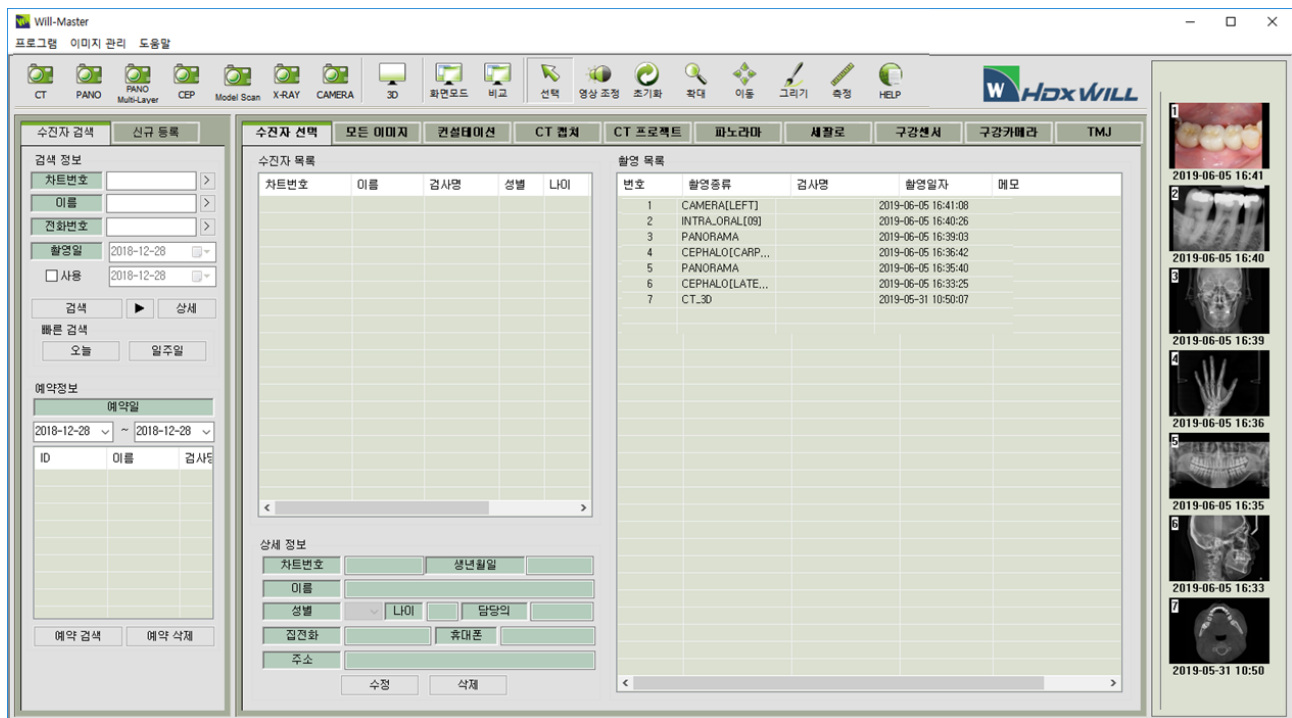 Will-Master
프로그램 이미지 관리 도움말
CT PANO PANO Multi-Layer CEP Model Scan X-RAY CAMERA 3D 화면모드 비교 선택 영상 조정 초기화 확대 이동 그리기 측정 HELP
W HDXWILL
수진자 검색 신규 등록
검색 정보
차트번호
이름
전화번호
촬영일 2018-12-28
사용 2018-12-28
검색 ▶ 상세
빠른 검색
오늘 일주일
예약정보
예약일
2018-12-28 ~ 2018-12-28
ID 이름 검사명
예약 검색 예약 삭제
수진자 선택 모든 이미지 컨설테이션 CT 캡쳐 CT 프로젝트 파노라마 세팔로 구강센서 구강카메라 TMJ
수진자 목록
차트번호 이름 검사명 성별 나이
상세 정보
차트번호 생년월일
이름
성별 나이 담당의
집전화 휴대폰
주소
수정 삭제
촬영 목록
번호 촬영종류 검사명 촬영일자 메모
1 CAMERA[LEFT] 2019-06-05 16:41:08
2 INTRA_ORAL[09] 2019-06-05 16:40:26
3 PANORAMA 2019-06-05 16:39:03
4 CEPHALO[CARP... 2019-06-05 16:36:42
5 PANORAMA 2019-06-05 16:35:40
6 CEPHALO[LATE... 2019-06-05 16:33:25
7 CT_3D 2019-05-31 10:50:07
1
2019-06-05 16:41
2
2019-06-05 16:40
3
2019-06-05 16:39
4
2019-06-05 16:36
5
2019-06-05 16:35
6
2019-06-05 16:33
7
2019-05-31 10:50